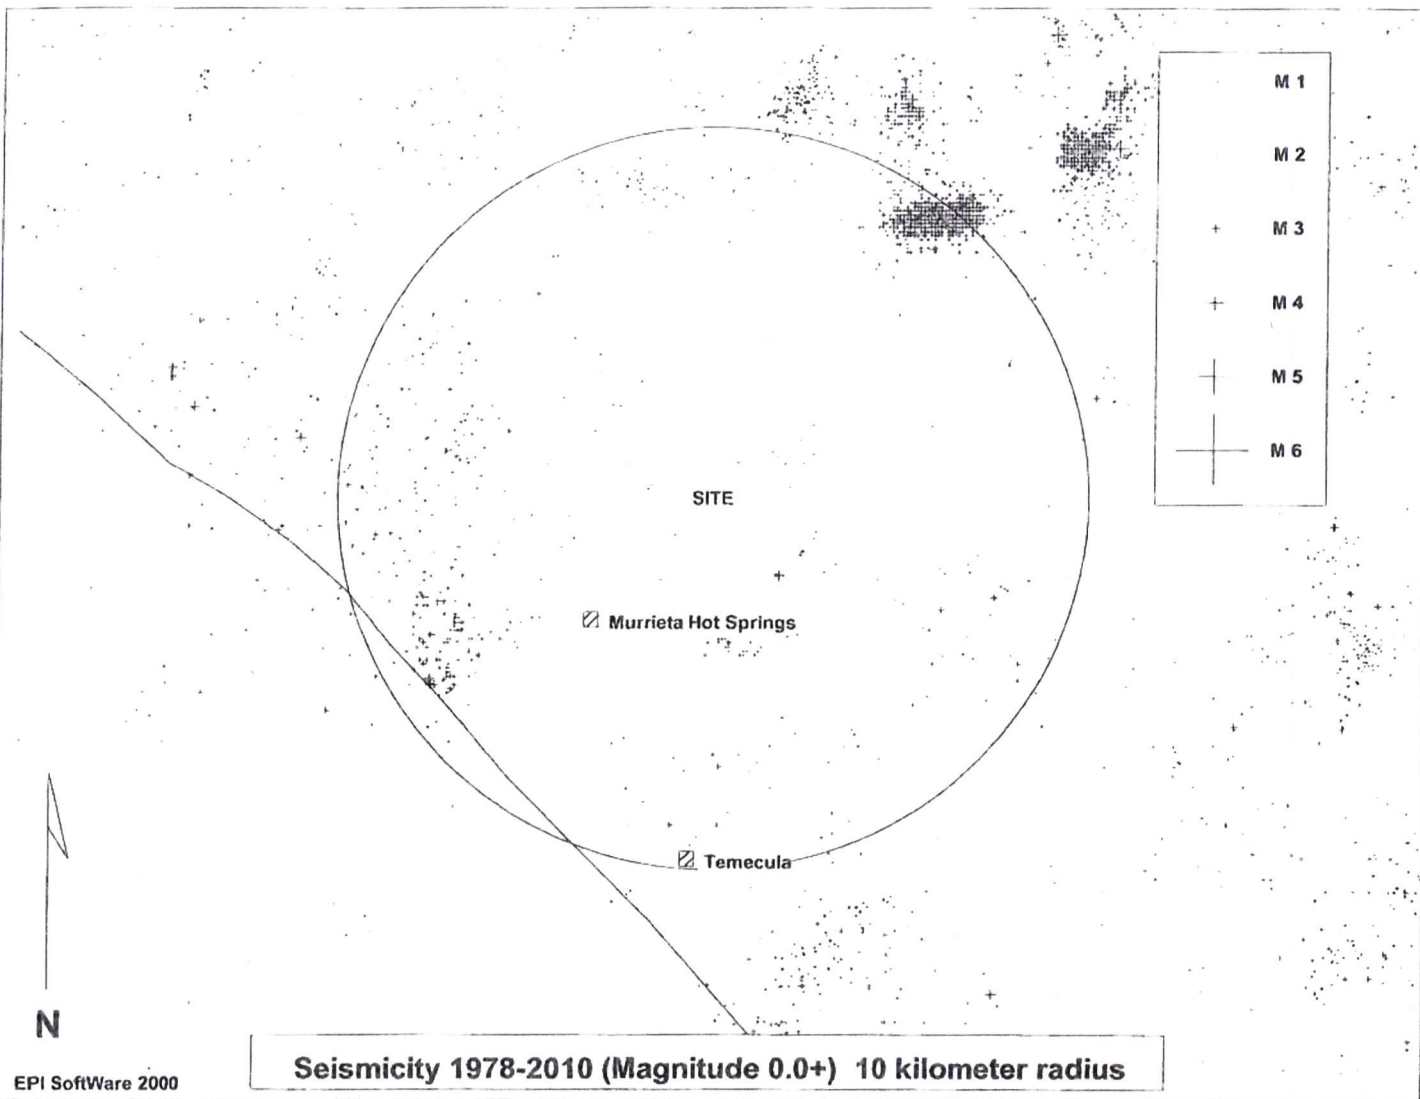 M 1
M 2
M 3
M 4
M 5
M 6
SITE
Murrieta Hot Springs
Temecula
N
Seismicity 1978-2010 (Magnitude 0.0+) 10 kilometer radius
EPI SoftWare 2000